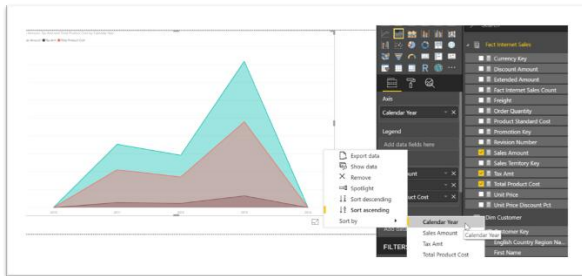 Export data
Show data
Remove
Spotlight
Sort descending
Sort ascending
Sort by
Calendar Year
Sales Amount
Calendar Year
Tax Amt
Total Product Cost
Axis
Calendar Year
Legend
Add data fields here
FILTERS
Fact Internet Sales
Currency Key
Discount Amount
Extended Amount
Fact Internet Sales Count
Freight
Order Quantity
Product Standard Cost
Promotion Key
Revision Number
Sales Amount
Sales Territory Key
Tax Amt
Total Product Cost
Unit Price
Unit Price Discount Pct
Dim Customer
Customer Key
English Country Region Na...
First Name